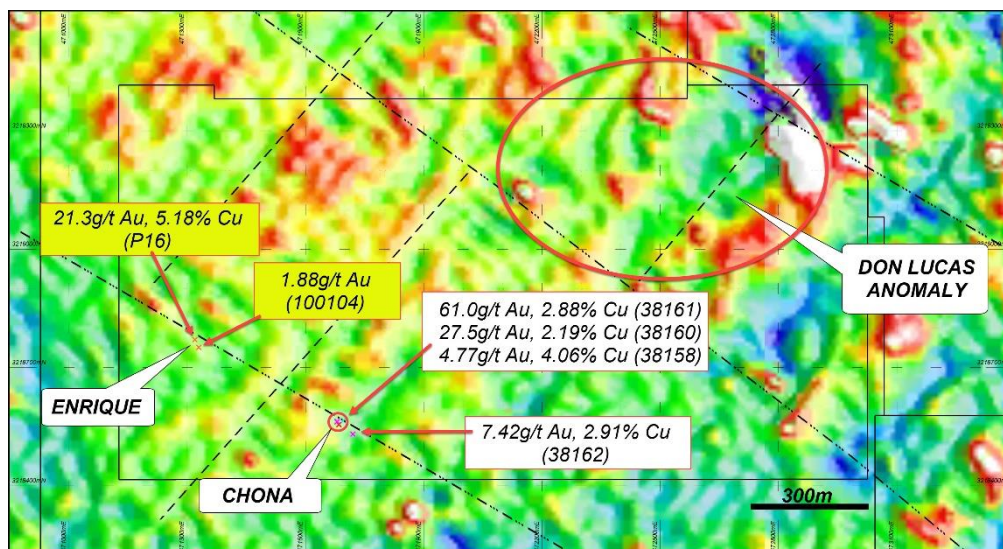 21.3g/t Au, 5.18% Cu
(P16)
1.88g/t Au
(100104)
61.0g/t Au, 2.88% Cu (38161)
27.5g/t Au, 2.19% Cu (38160)
4.77g/t Au, 4.06% Cu (38158)
DON LUCAS
ANOMALY
ENRIQUE
7.42g/t Au, 2.91% Cu
(38162)
CHONA
300m